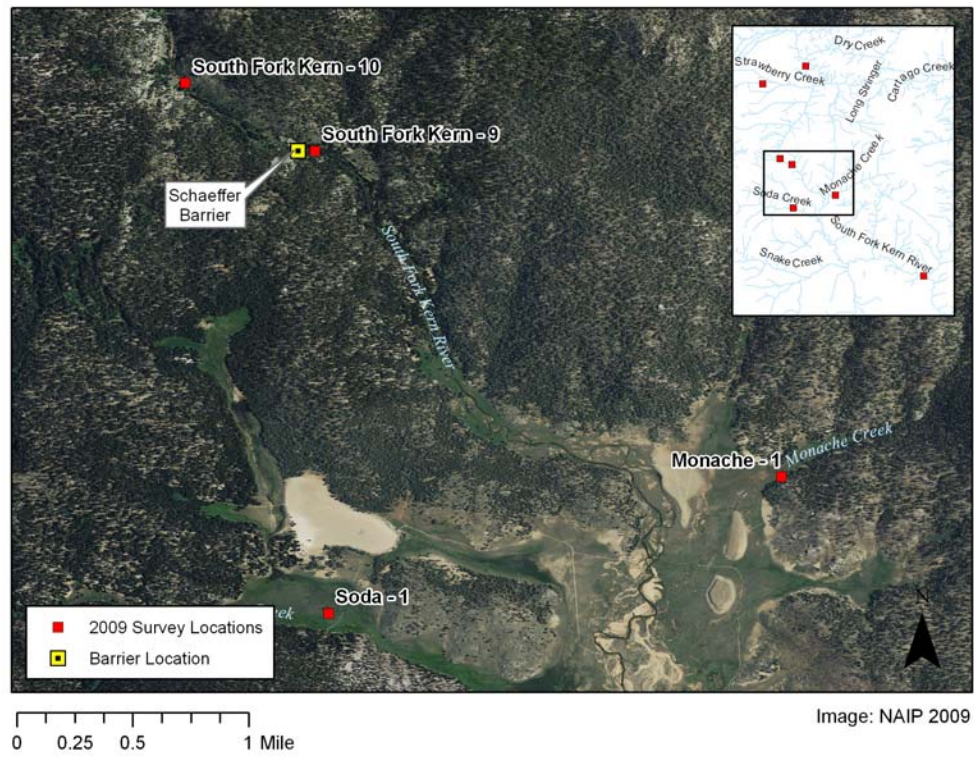 South Fork Kern - 10
South Fork Kern - 9
Schaeffer
Barrier
South Fork Kern River
Monache - 1
Monache Creek
Soda - 1
eek
N
2009 Survey Locations
Barrier Location
Dry Creek
Strawberry Creek
Long Stringer
Cartago Creek
Monache Creek
Soda Creek
South Fork Kern River
Snake Creek
0 0.25 0.5 1 Mile
Image: NAIP 2009